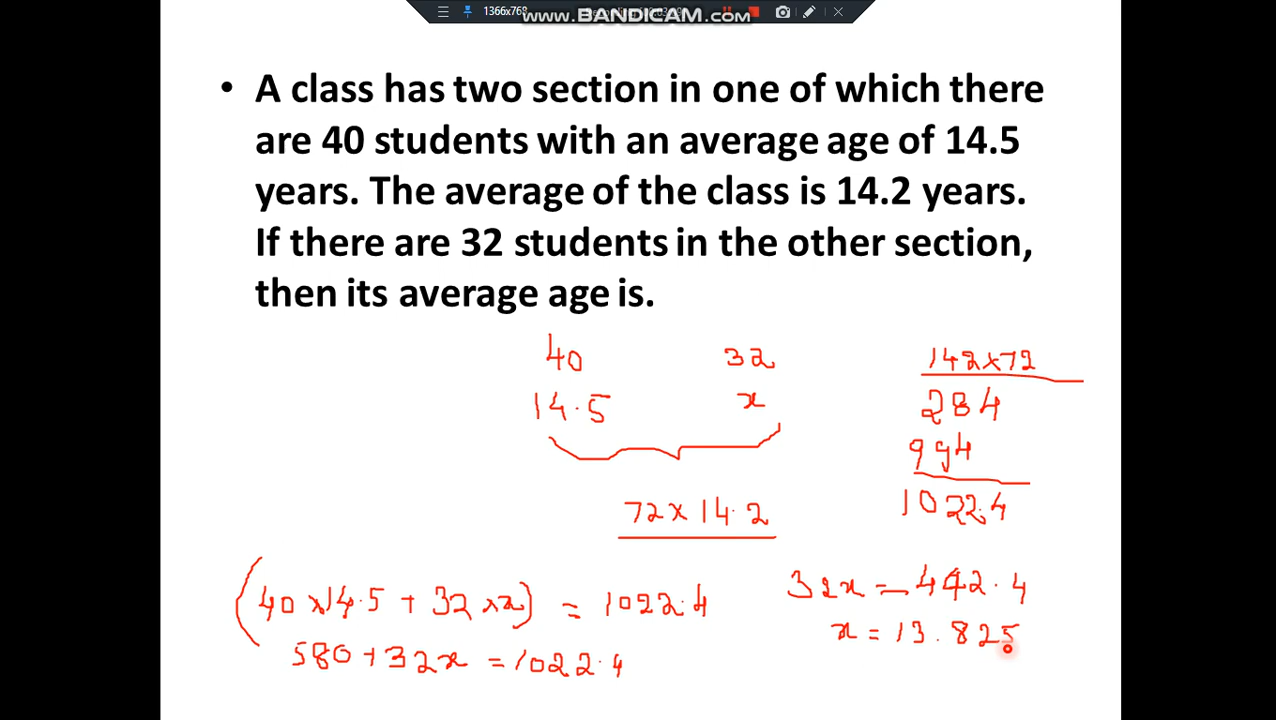 1366x768
www.BANDICAM.com
• A class has two section in one of which there
are 40 students with an average age of 14.5
years. The average of the class is 14.2 years.
If there are 32 students in the other section,
then its average age is.
40 32
14.5 x
72x14.2
142x72
284
994
1022.4
(40x14.5+32xx) = 1022.4
580+32x =1022.4
32x=442.4
x=13.825